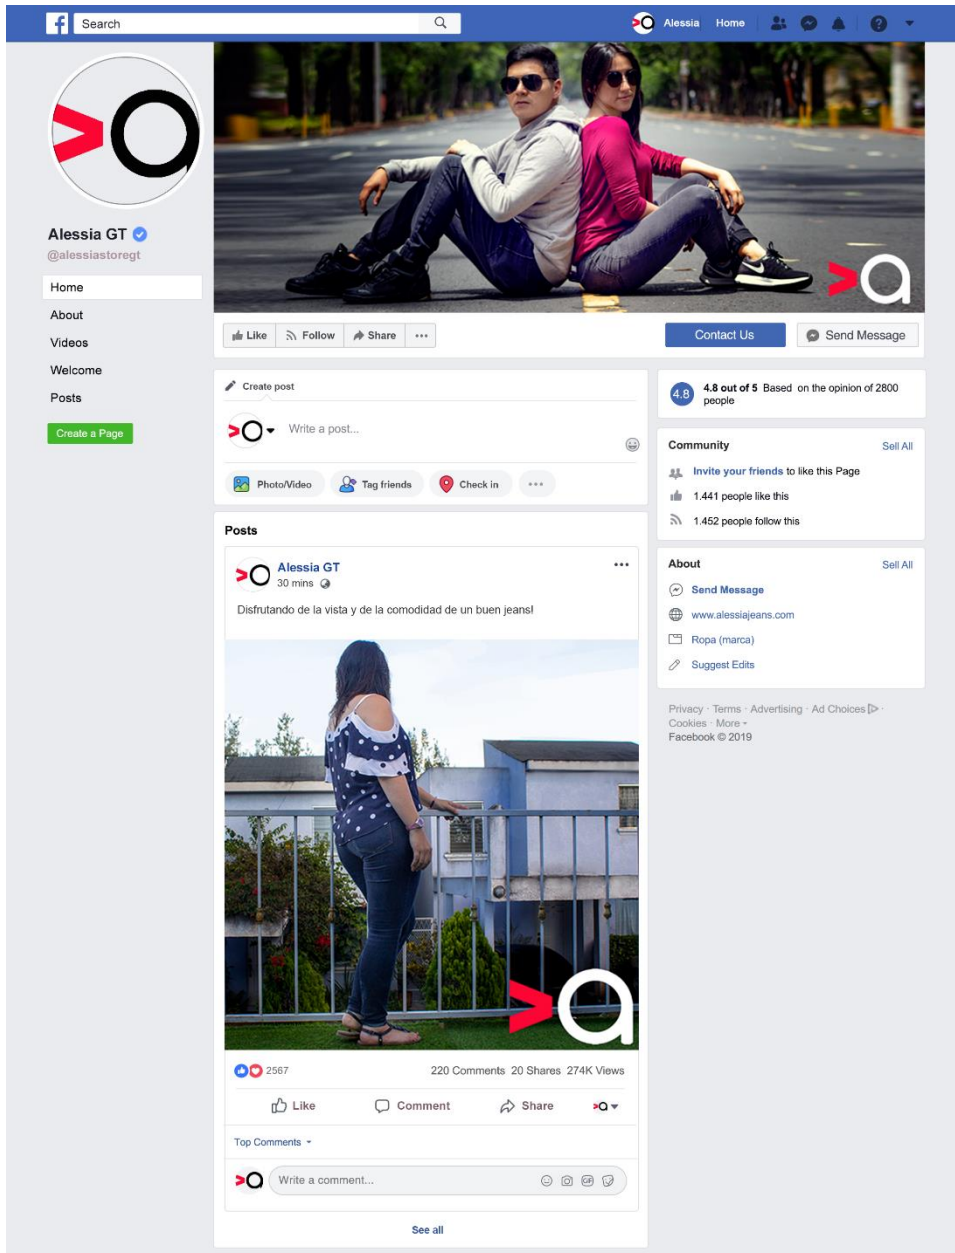 Search
Alessia Home
Alessia GT
@alessiastoregt
Home
About
Videos
Welcome
Posts
Create a Page
Like Follow Share
Contact Us
Send Message
Create post
Write a post...
Photo/Video
Tag friends
Check in
Posts
Alessia GT
30 mins
Disfrutando de la vista y de la comodidad de un buen jeans!
2567
220 Comments 20 Shares 274K Views
Like Comment Share
Top Comments
Write a comment...
GIF
See all
4.8
4.8 out of 5 Based on the opinion of 2800
people
Community
Sell All
Invite your friends to like this Page
1.441 people like this
1.452 people follow this
About
Sell All
Send Message
www.alessiajeans.com
Ropa (marca)
Suggest Edits
Privacy · Terms · Advertising · Ad Choices ·
Cookies · More
Facebook © 2019